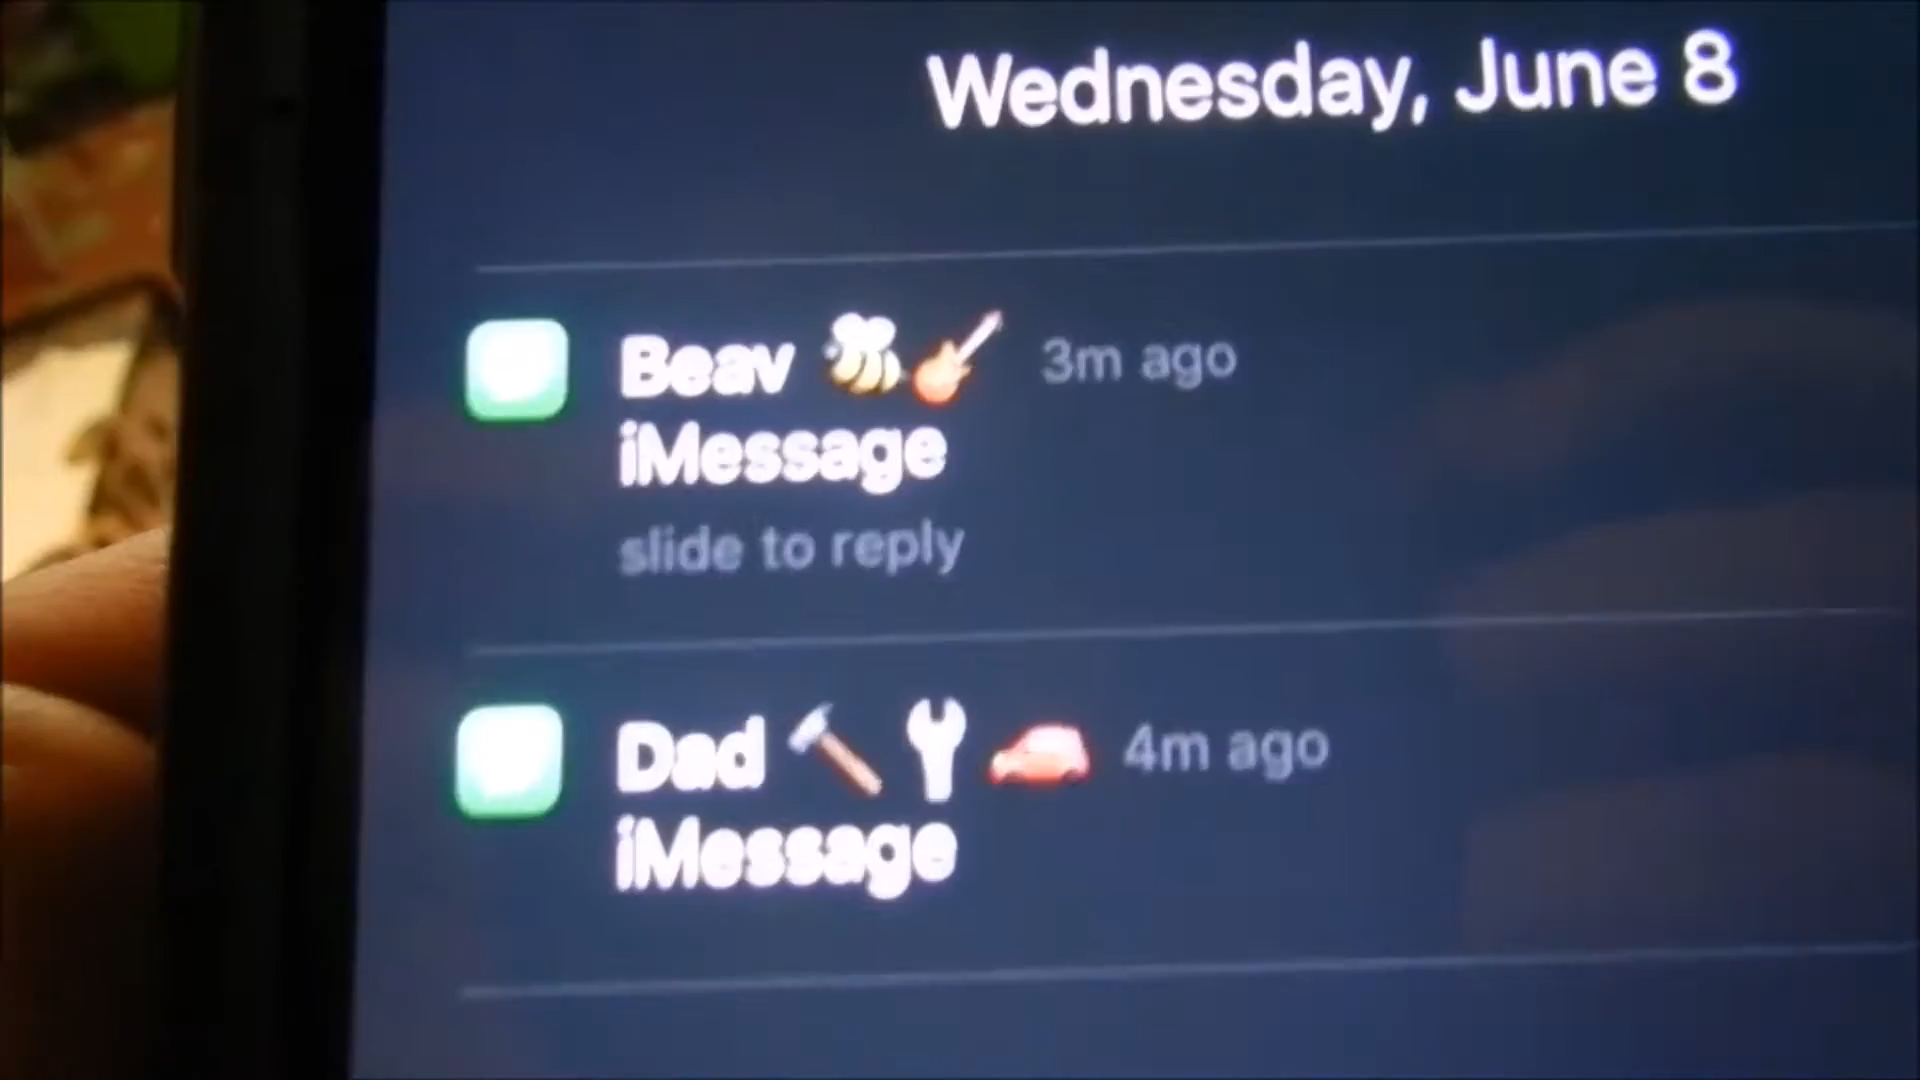 Wednesday, June 8
Beav 🐝🎸 3m ago
iMessage
slide to reply
Dad 🔨🔧🚗 4m ago
iMessage